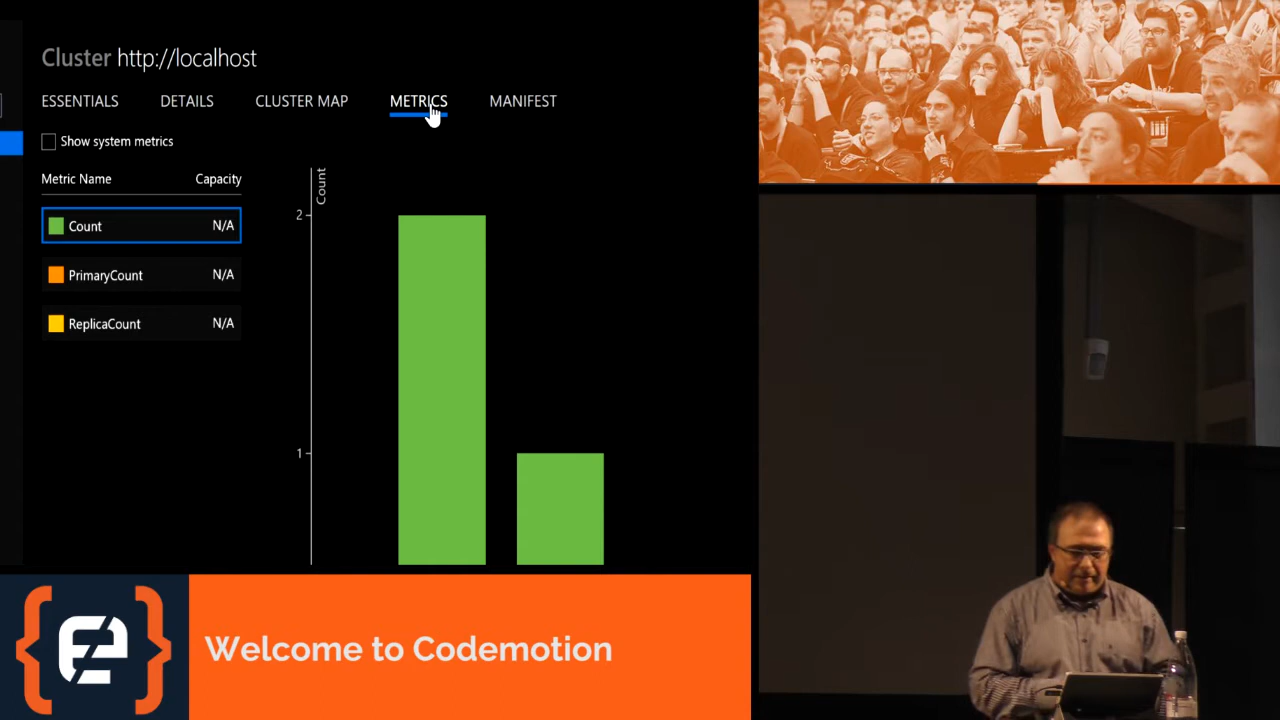 Cluster http://localhost
ESSENTIALS DETAILS CLUSTER MAP METRICS MANIFEST
Show system metrics
Metric Name Capacity
Count N/A
PrimaryCount N/A
ReplicaCount N/A
Count
2
1
Welcome to Codemotion